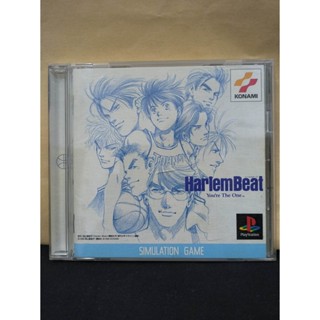 KONAMI
HarlemBeat
You're The One
PlayStation
SIMULATION GAME